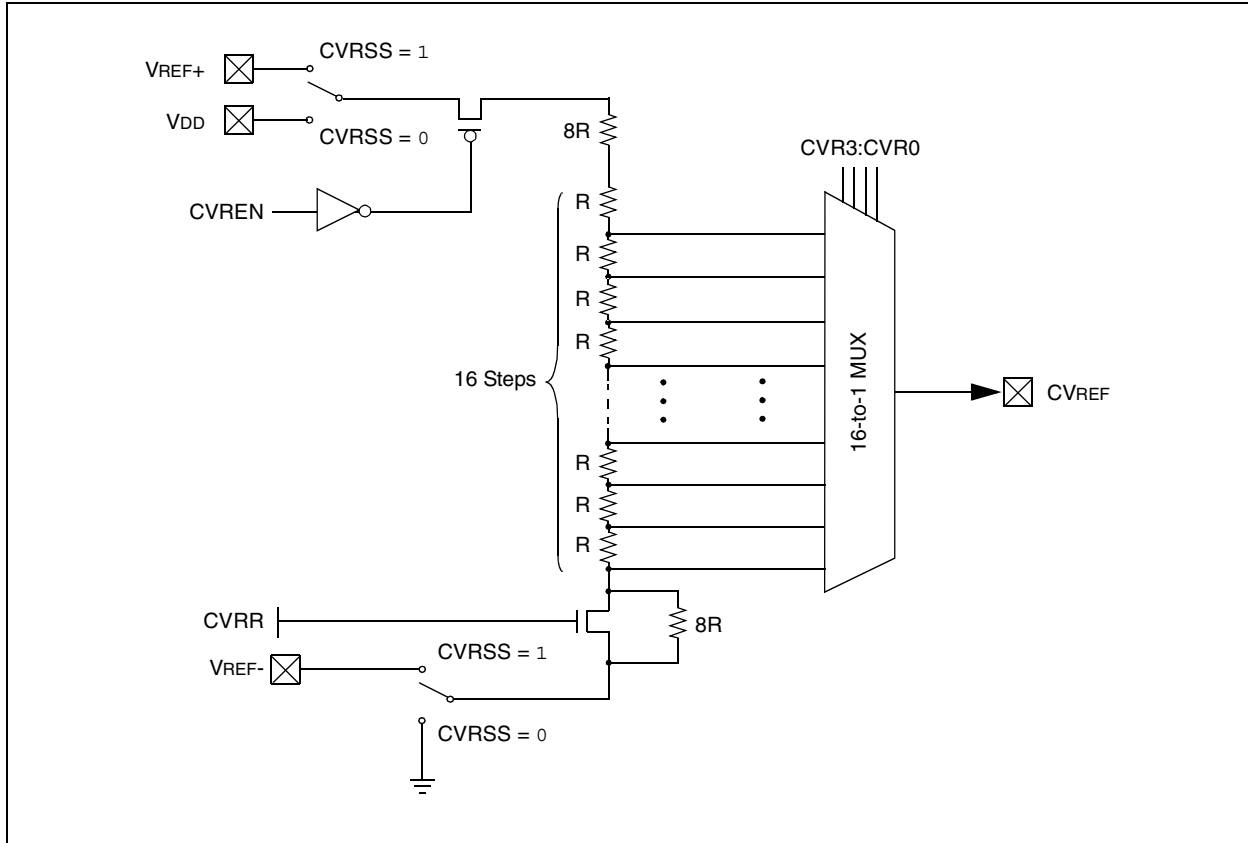 CVRSS = 1
VREF+
VDD
CVRSS = 0
8R
CVR3:CVR0
CVREN
R
R
R
R
16 Steps
16-to-1 MUX
CVREF
R
R
R
CVRR
8R
CVRSS = 1
VREF-
CVRSS = 0